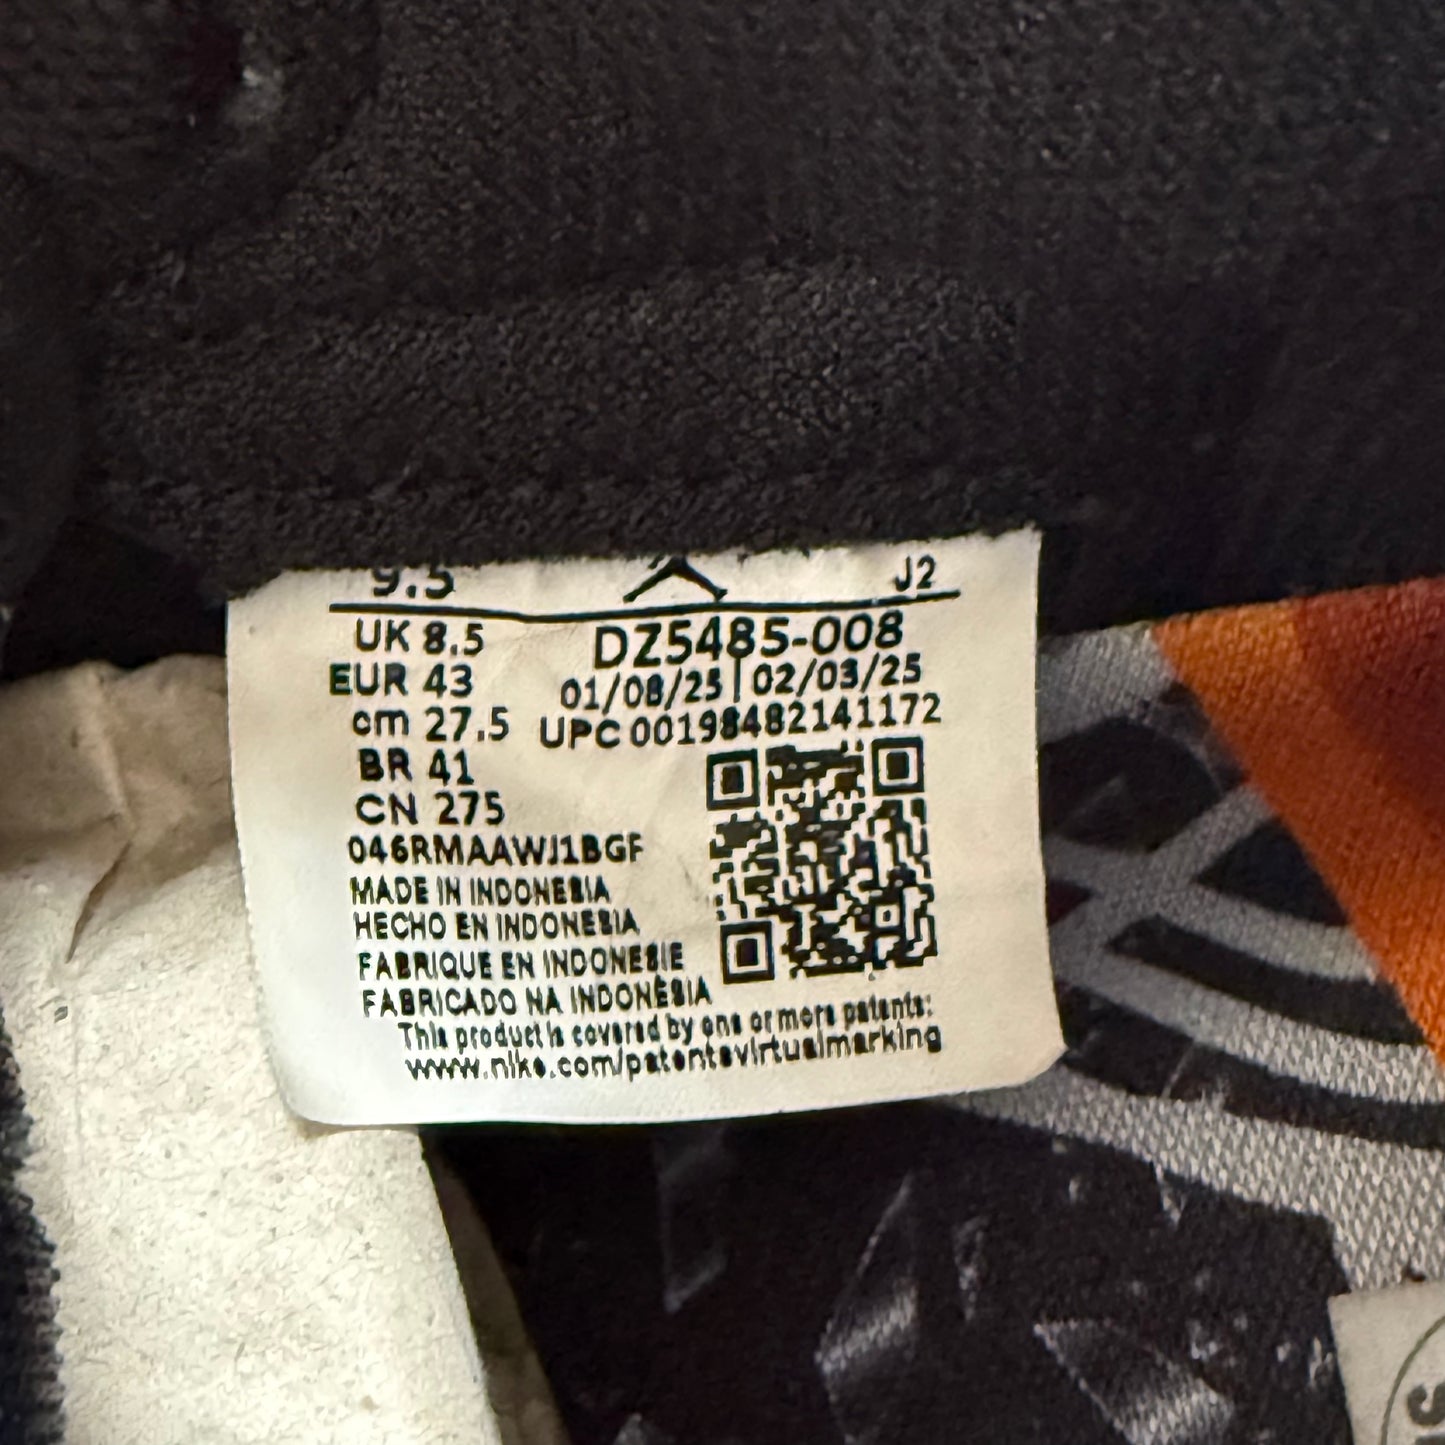 9.5 J2
UK 8.5 DZ5485-008
EUR 43 01/08/25 02/03/25
cm 27.5 UPC 00198482141172
BR 41
CN 275
046RMAAWJ1BGF
MADE IN INDONESIA
HECHO EN INDONESIA
FABRIQUE EN INDONESIE
FABRICADO NA INDONÉSIA
This product is covered by one or more patents:
www.nike.com/patentsvirtualmarking